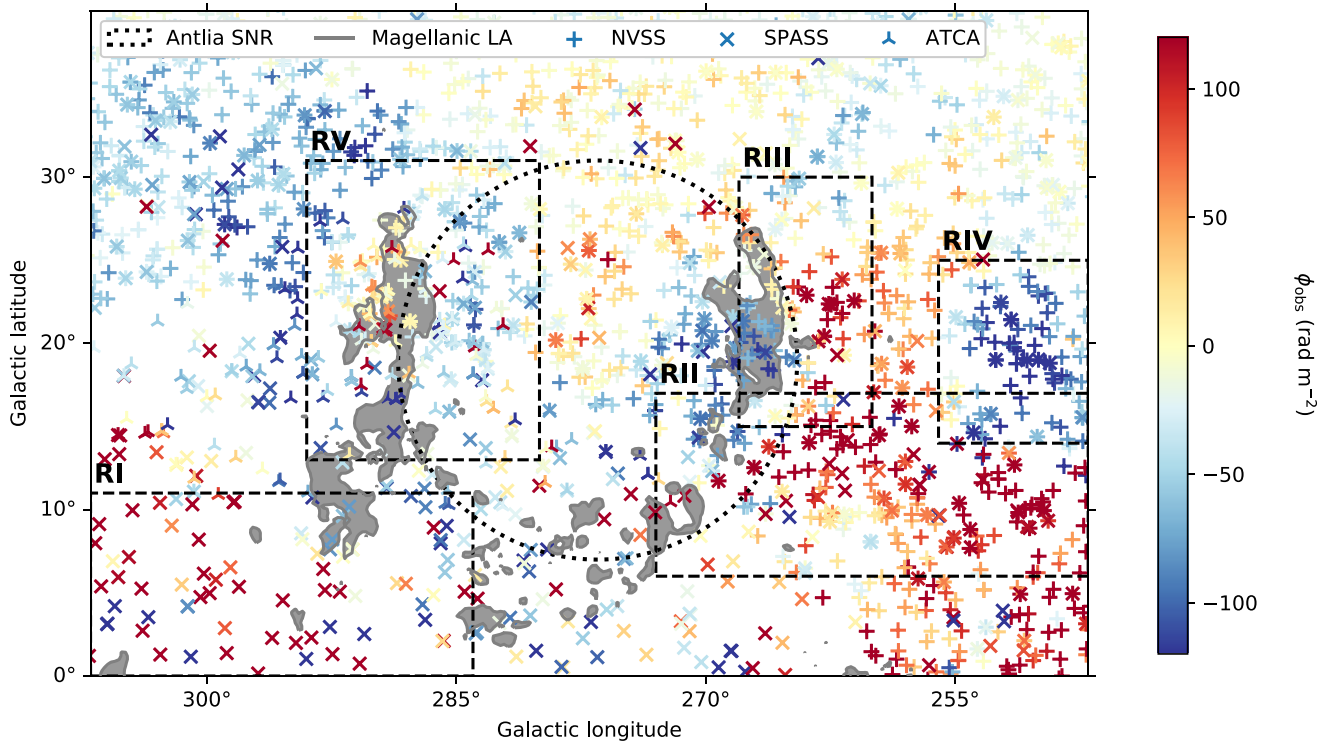 Antlia SNR Magellanic LA NVSS SPASS ATCA
RV
RIII
RIV
RII
RI
30°
20°
10°
0°
Galactic latitude
300° 285° 270° 255°
Galactic longitude
100
50
0
−50
−100
ϕobs (rad m−2)